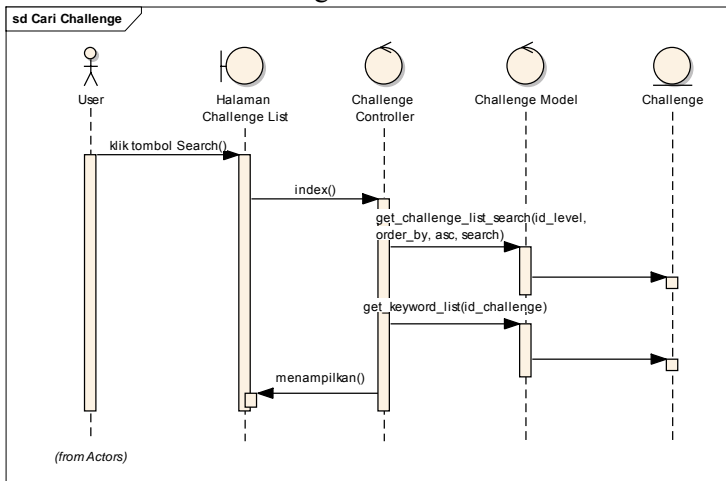 sd Cari Challenge
User
Halaman
Challenge List
Challenge
Controller
Challenge Model
Challenge
klik tombol Search()
index()
get_challenge_list_search(id_level,
order_by, asc, search)
get_keyword_list(id_challenge)
menampilkan()
(from Actors)